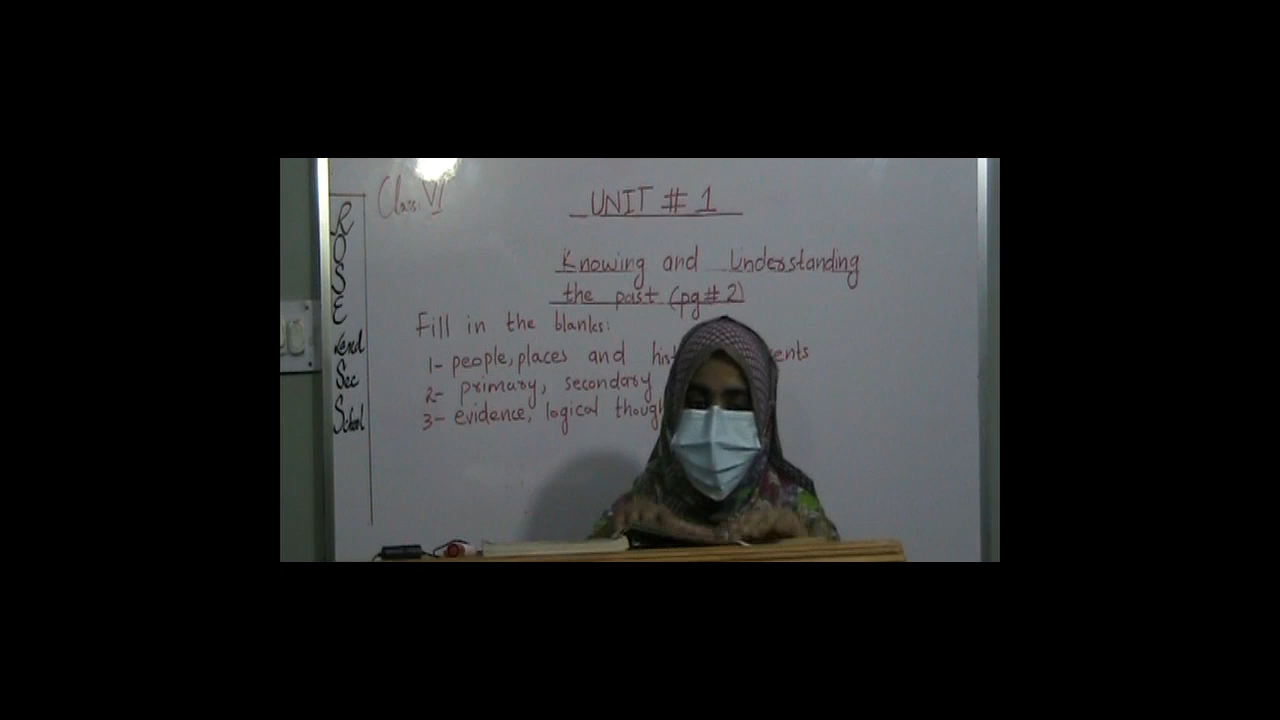 Class: VI
UNIT # 1
Knowing and Understanding
the past (pg# 2)
Fill in the blanks:
1- people, places and
2- primary, secondary
3- evidence, logical
R
O
S
E
Sec
School